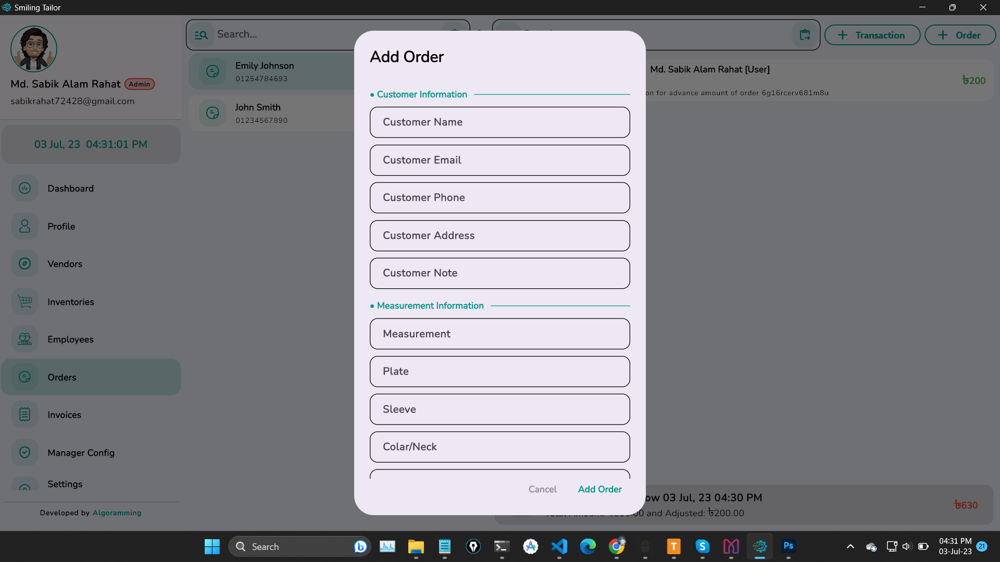 Smiling Tailor
Md. Sabik Alam Rahat Admin
sabikrahat72428@gmail.com
03 Jul, 23 04:31:01 PM
Dashboard
Profile
Vendors
Inventories
Employees
Orders
Invoices
Manager Config
Settings
Developed by Algoramming
Search...
Emily Johnson
01254784693
John Smith
01234567890
Transaction
Order
Md. Sabik Alam Rahat [User]
৳200
for advance amount of order 6g16rcerv681m8u
Add Order
• Customer Information
Customer Name
Customer Email
Customer Phone
Customer Address
Customer Note
• Measurement Information
Measurement
Plate
Sleeve
Colar/Neck
Cancel
Add Order
03 Jul, 23 04:30 PM
and Adjusted: ৳200.00
৳630
Search
T
S
Ps
04:31 PM
03-Jul-23
21